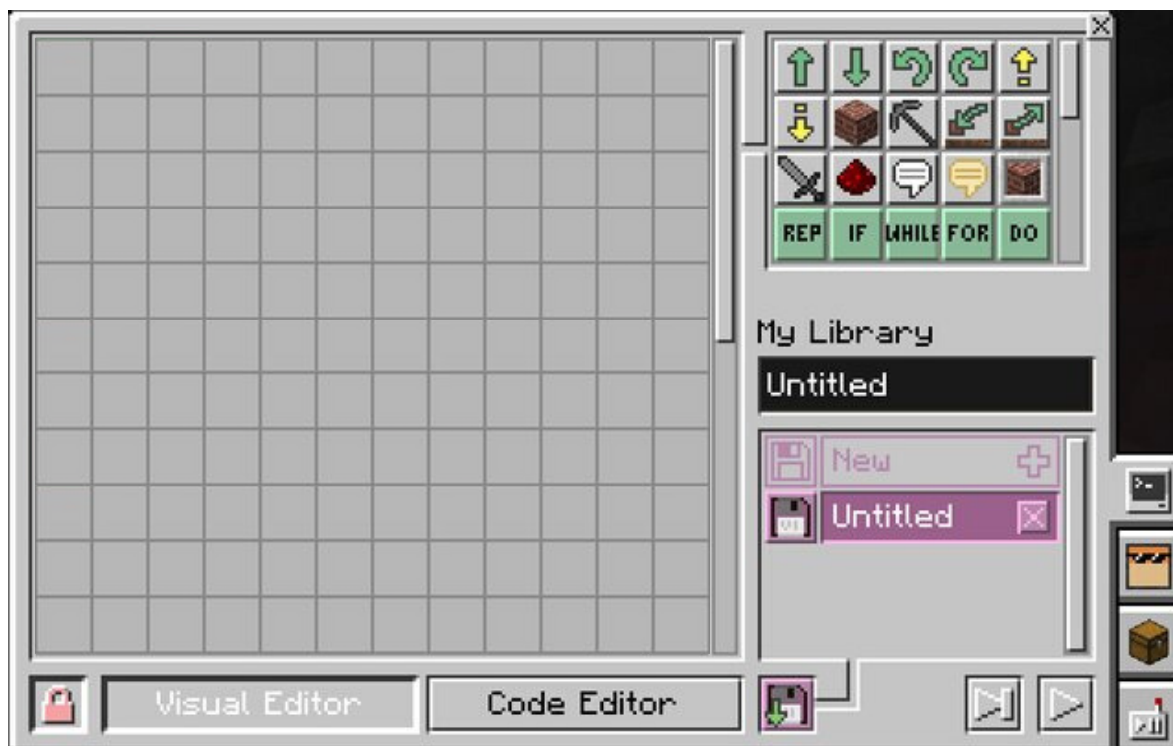 REP IF WHILE FOR DO
My Library
Untitled
New
Untitled
Visual Editor
Code Editor